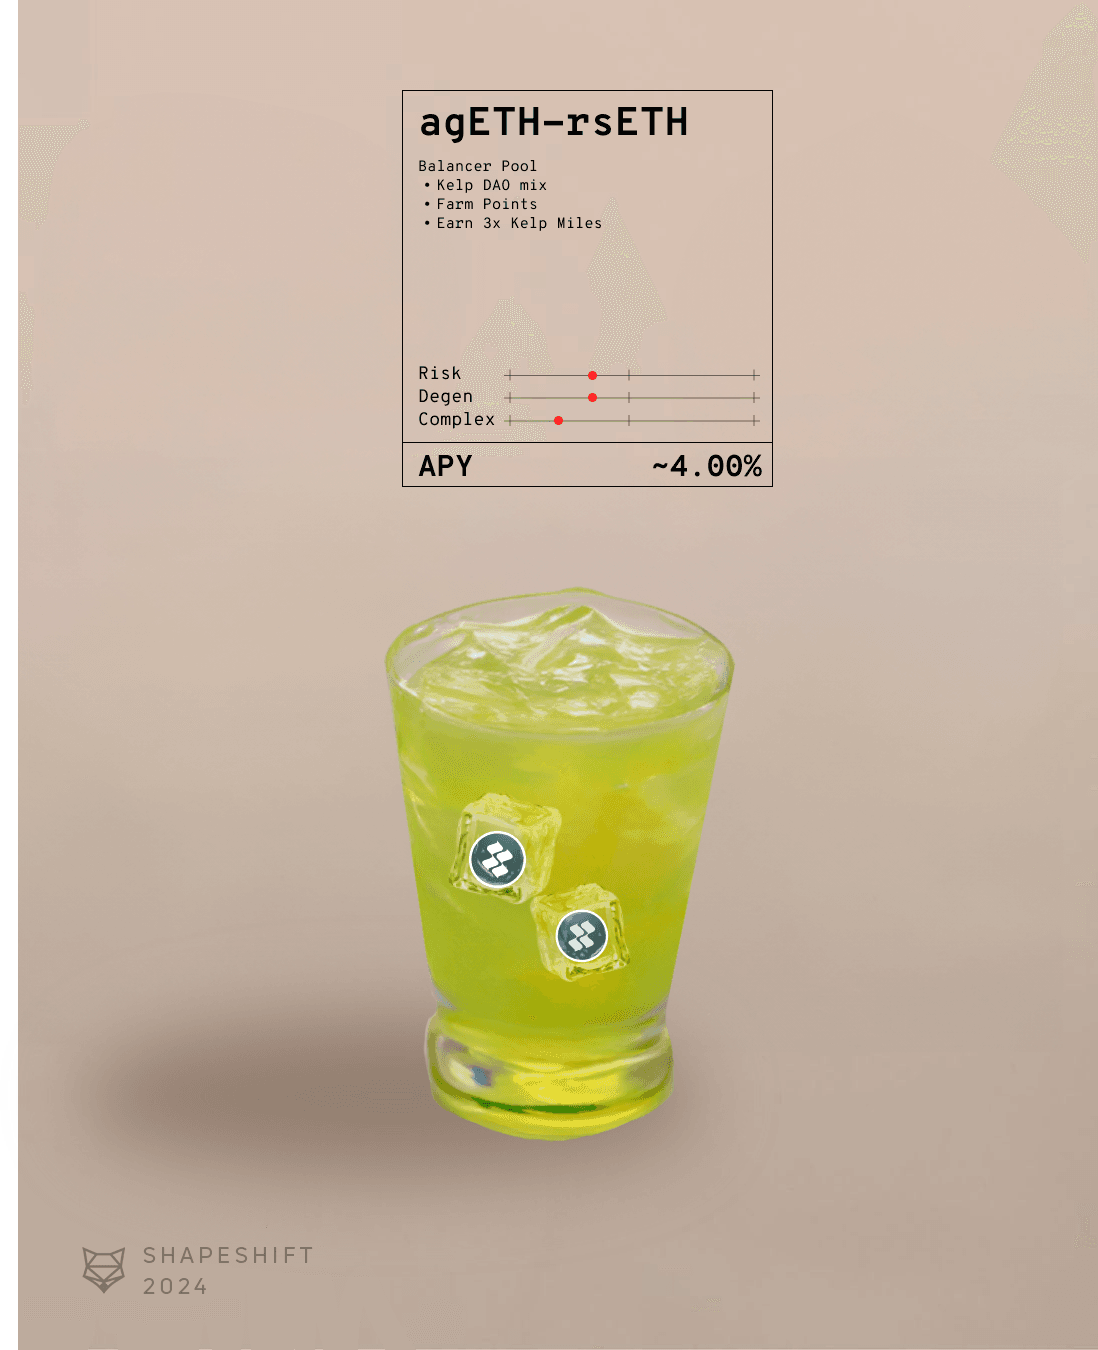 agETH–rsETH
Balancer Pool
• Kelp DAO mix
• Farm Points
• Earn 3x Kelp Miles
Risk
Degen
Complex
APY ~4.00%
SHAPESHIFT
2024